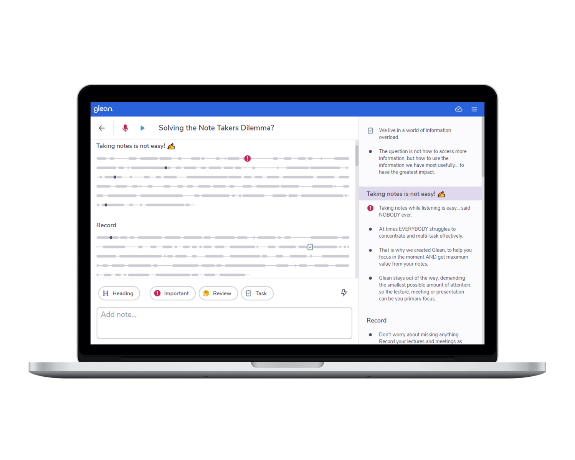 glean.
Solving the Note Takers Dilemma?
Taking notes is not easy! ✍️
Record
Heading
Important
Review
Task
Add note...
We live in a world of information
overload.
The question is not how to access more
information, but how to use the
information we have most usefully... to
have the greatest impact.
Taking notes is not easy! ✍️
Taking notes while listening is easy... said
NOBODY ever.
At times EVERYBODY struggles to
concentrate and multi-task effectively.
That is why we created Glean, to help you
focus in the moment AND get maximum
value from your notes.
Glean stays out of the way, demanding
the smallest possible amount of attention,
so the lecture, meeting or presentation
can be you primary focus.
Record
Don't worry about missing anything.
Record your lectures and meetings as